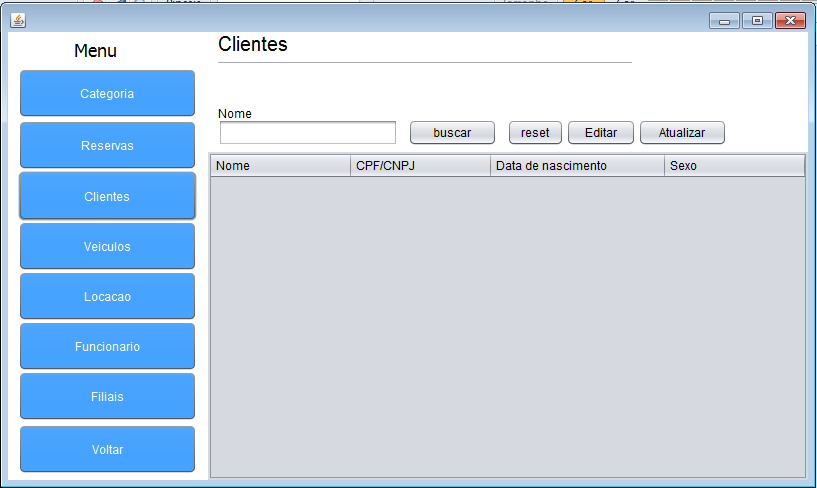 Menu
Categoria
Reservas
Clientes
Veiculos
Locacao
Funcionario
Filiais
Voltar
Clientes
Nome
buscar reset Editar Atualizar
Nome CPF/CNPJ Data de nascimento Sexo